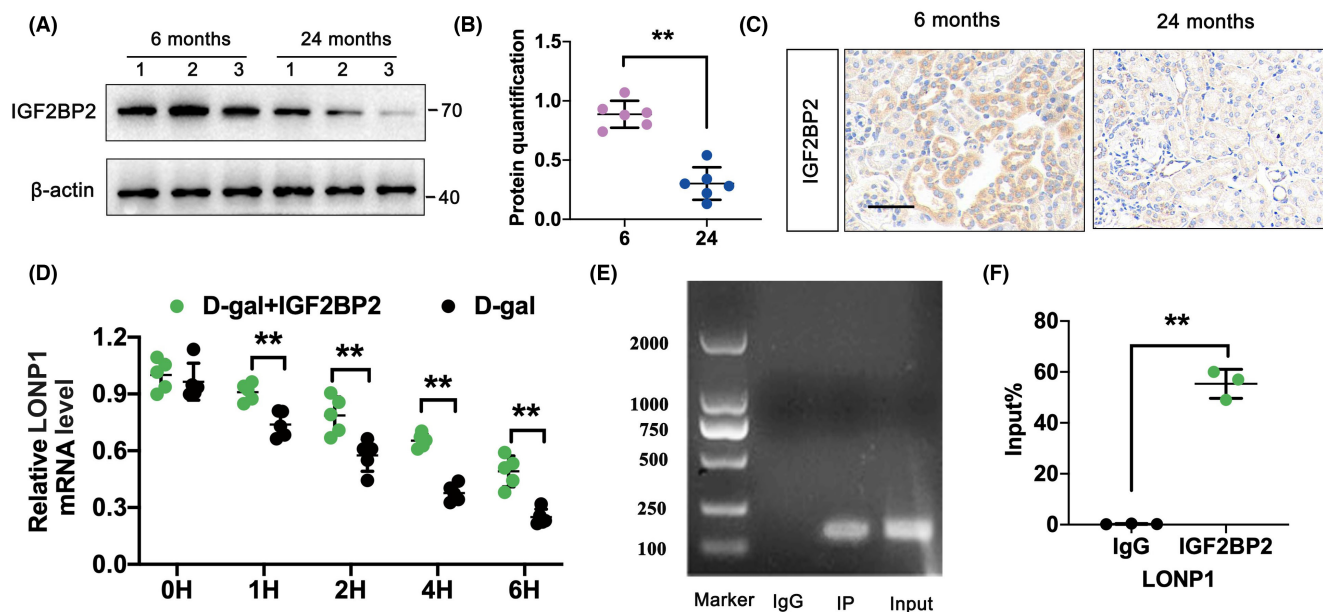 (A)
6 months 24 months
1 2 3 1 2 3
IGF2BP2
-70
β-actin
-40
(B)
Protein quantification
1.5
1.0
0.5
0.0
**
6 24
(C)
6 months 24 months
IGF2BP2
(D)
D-gal+IGF2BP2 D-gal
Relative LONP1
mRNA level
1.2
0.9
0.6
0.3
0.0
** ** ** **
0H 1H 2H 4H 6H
(E)
2000
1000
750
500
250
100
Marker IgG IP Input
(F)
Input%
80
60
40
20
0
**
IgG IGF2BP2
LONP1